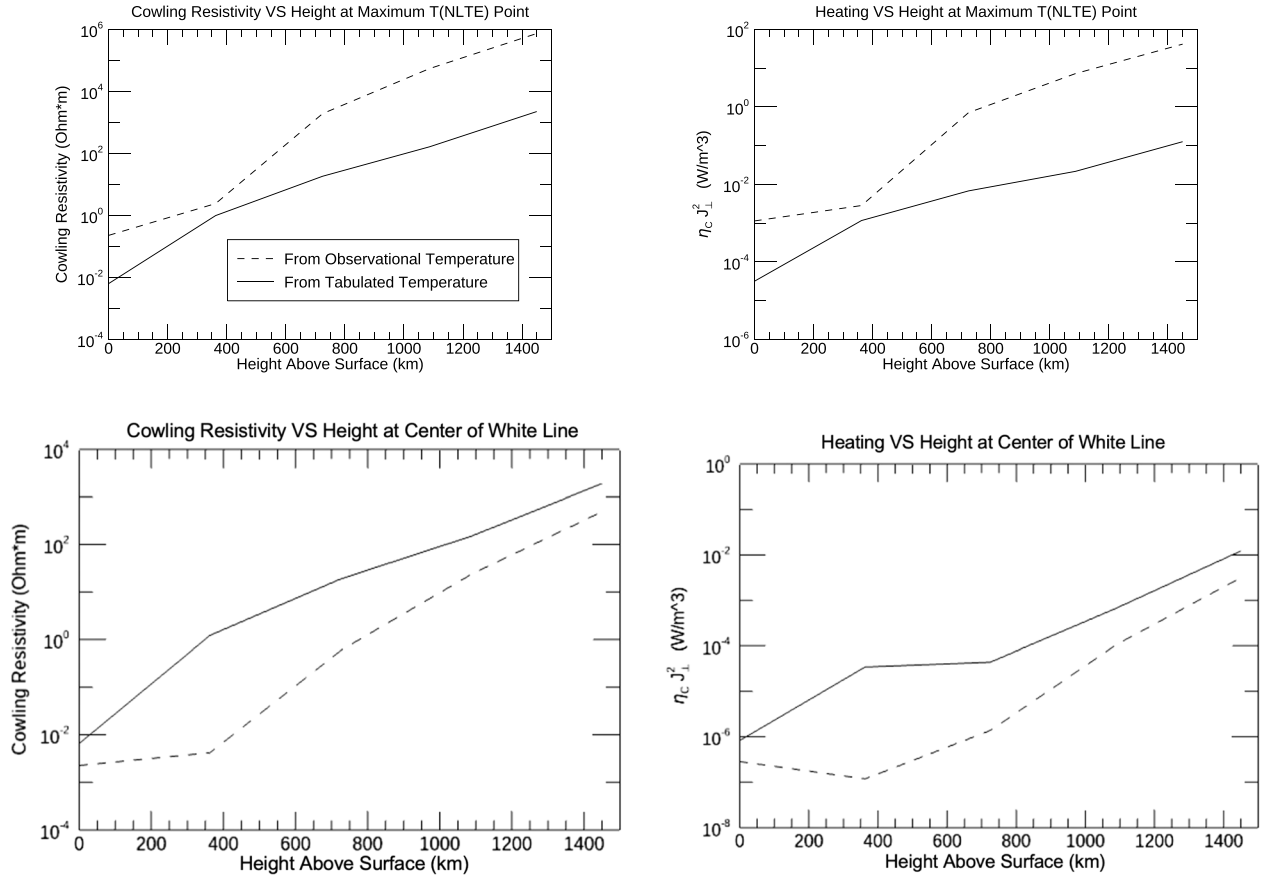 Cowling Resistivity VS Height at Maximum T(NLTE) Point
Cowling Resistivity (Ohm*m)
10^6
10^4
10^2
10^0
10^-2
10^-4
From Observational Temperature
From Tabulated Temperature
0 200 400 600 800 1000 1200 1400
Height Above Surface (km)
Heating VS Height at Maximum T(NLTE) Point
η_C J_⊥^2 (W/m^3)
10^2
10^0
10^-2
10^-4
10^-6
0 200 400 600 800 1000 1200 1400
Height Above Surface (km)
Cowling Resistivity VS Height at Center of White Line
Cowling Resistivity (Ohm*m)
10^4
10^2
10^0
10^-2
10^-4
0 200 400 600 800 1000 1200 1400
Height Above Surface (km)
Heating VS Height at Center of White Line
η_C J_⊥^2 (W/m^3)
10^0
10^-2
10^-4
10^-6
10^-8
0 200 400 600 800 1000 1200 1400
Height Above Surface (km)